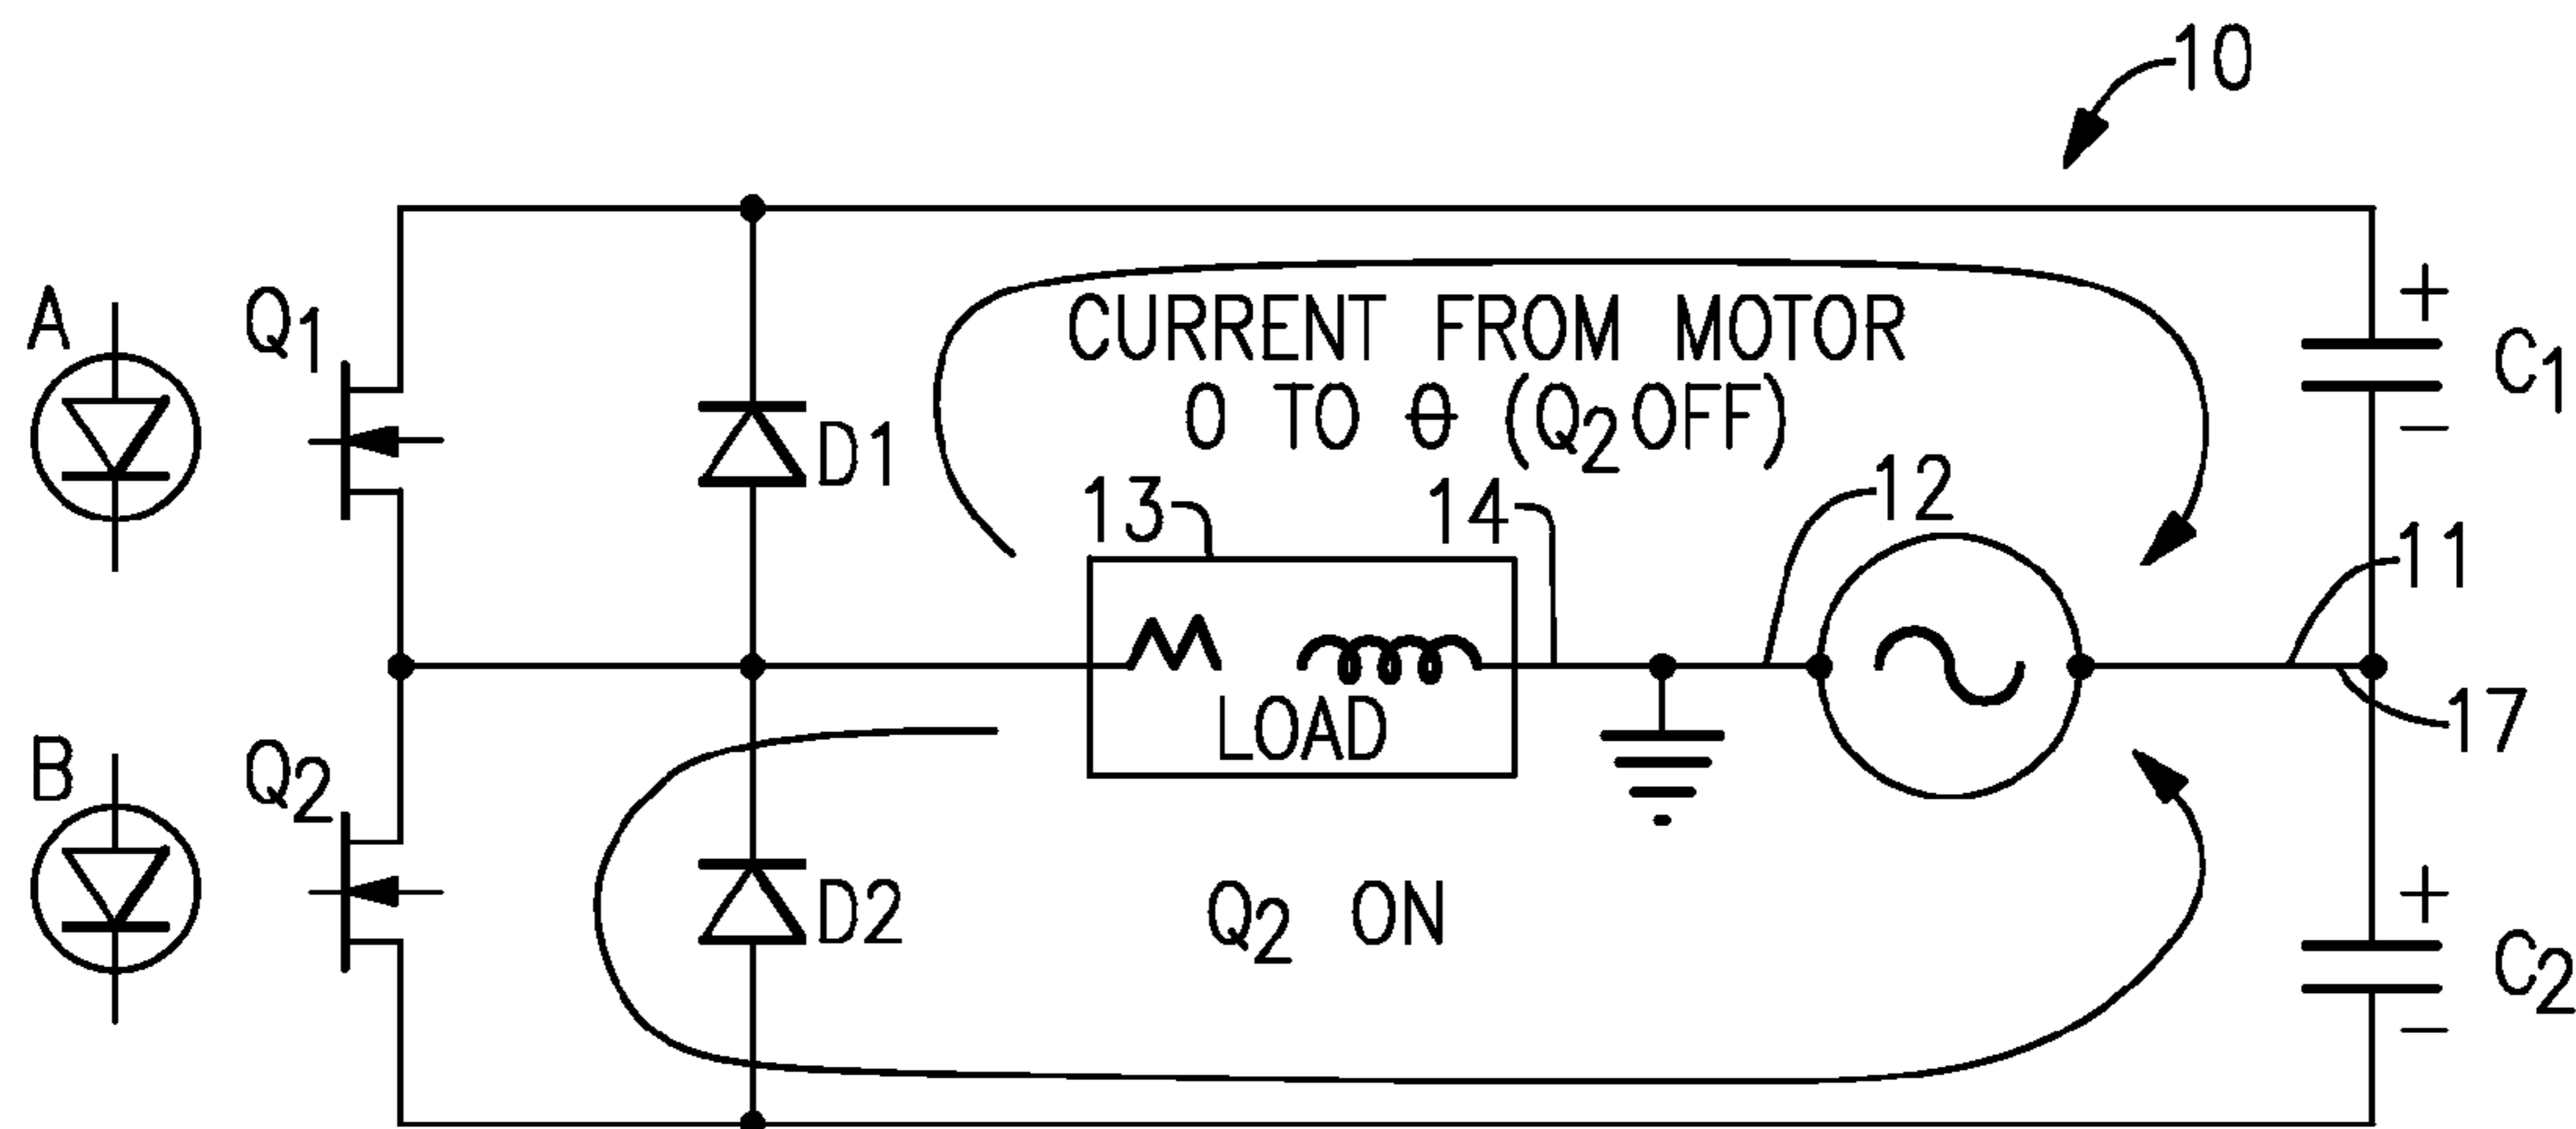 10
A
Q1
+
C1
−
CURRENT FROM MOTOR
0 TO θ (Q2 OFF)
D1
13
14
12
11
17
LOAD
B
Q2
D2
Q2 ON
+
C2
−